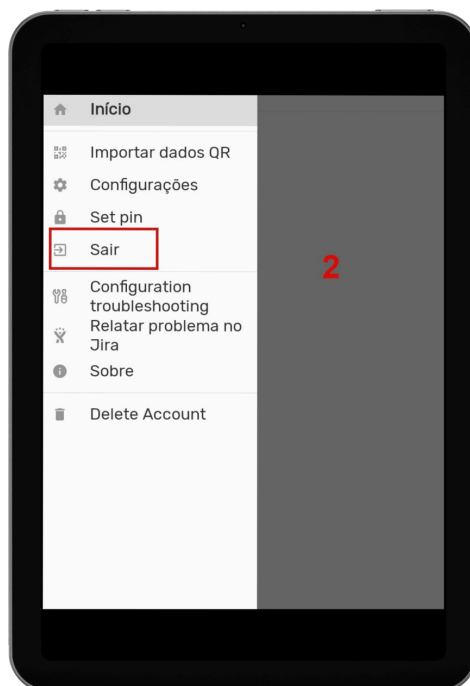 Início
Importar dados QR
Configurações
Set pin
Sair
2
Configuration
troubleshooting
Relatar problema no
Jira
Sobre
Delete Account